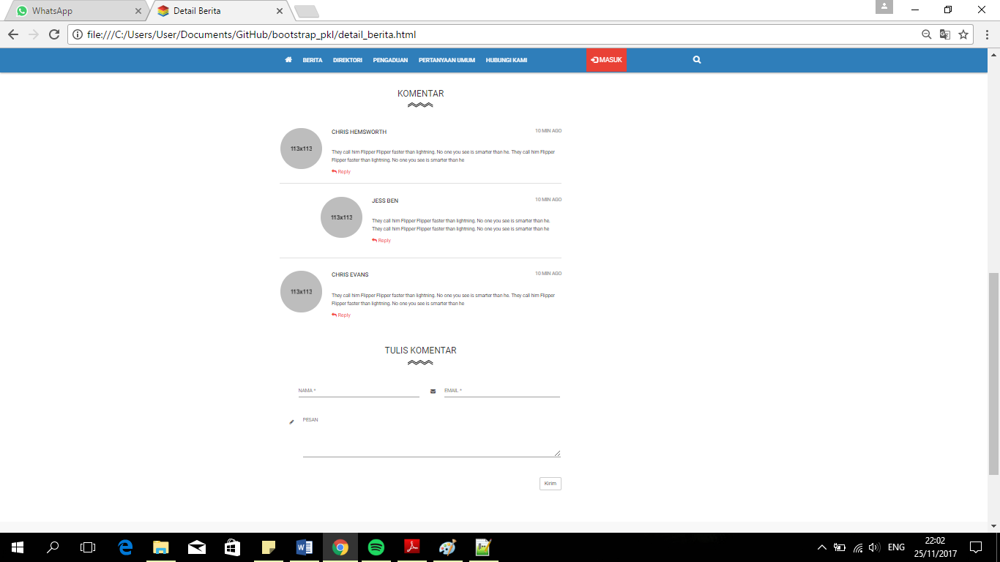 WhatsApp
Detail Berita
file:///C:/Users/User/Documents/GitHub/bootstrap_pkl/detail_berita.html
BERITA DIREKTORI PENGADUAN PERTANYAAN UMUM HUBUNGI KAMI MASUK
KOMENTAR
113x113
CHRIS HEMSWORTH 10 MIN AGO
They call him Flipper Flipper faster than lightning. No one you see is smarter than he. They call him Flipper
Flipper faster than lightning. No one you see is smarter than he
Reply
113x113
JESS BEN 10 MIN AGO
They call him Flipper Flipper faster than lightning. No one you see is smarter than he.
They call him Flipper Flipper faster than lightning. No one you see is smarter than he
Reply
113x113
CHRIS EVANS 10 MIN AGO
They call him Flipper Flipper faster than lightning. No one you see is smarter than he. They call him Flipper
Flipper faster than lightning. No one you see is smarter than he
Reply
TULIS KOMENTAR
NAMA * EMAIL *
PESAN
Kirim
ENG
22:02
25/11/2017